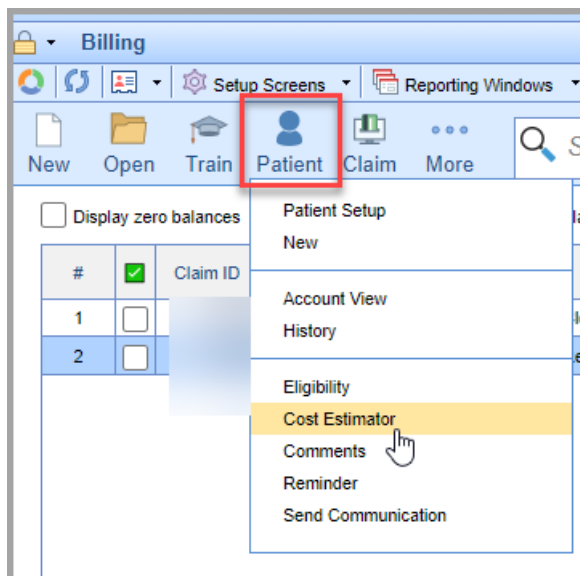 Billing
Setup Screens Reporting Windows
New Open Train Patient Claim More
Display zero balances
Patient Setup
New
# Claim ID
Account View
1
History
2
Eligibility
Cost Estimator
Comments
Reminder
Send Communication